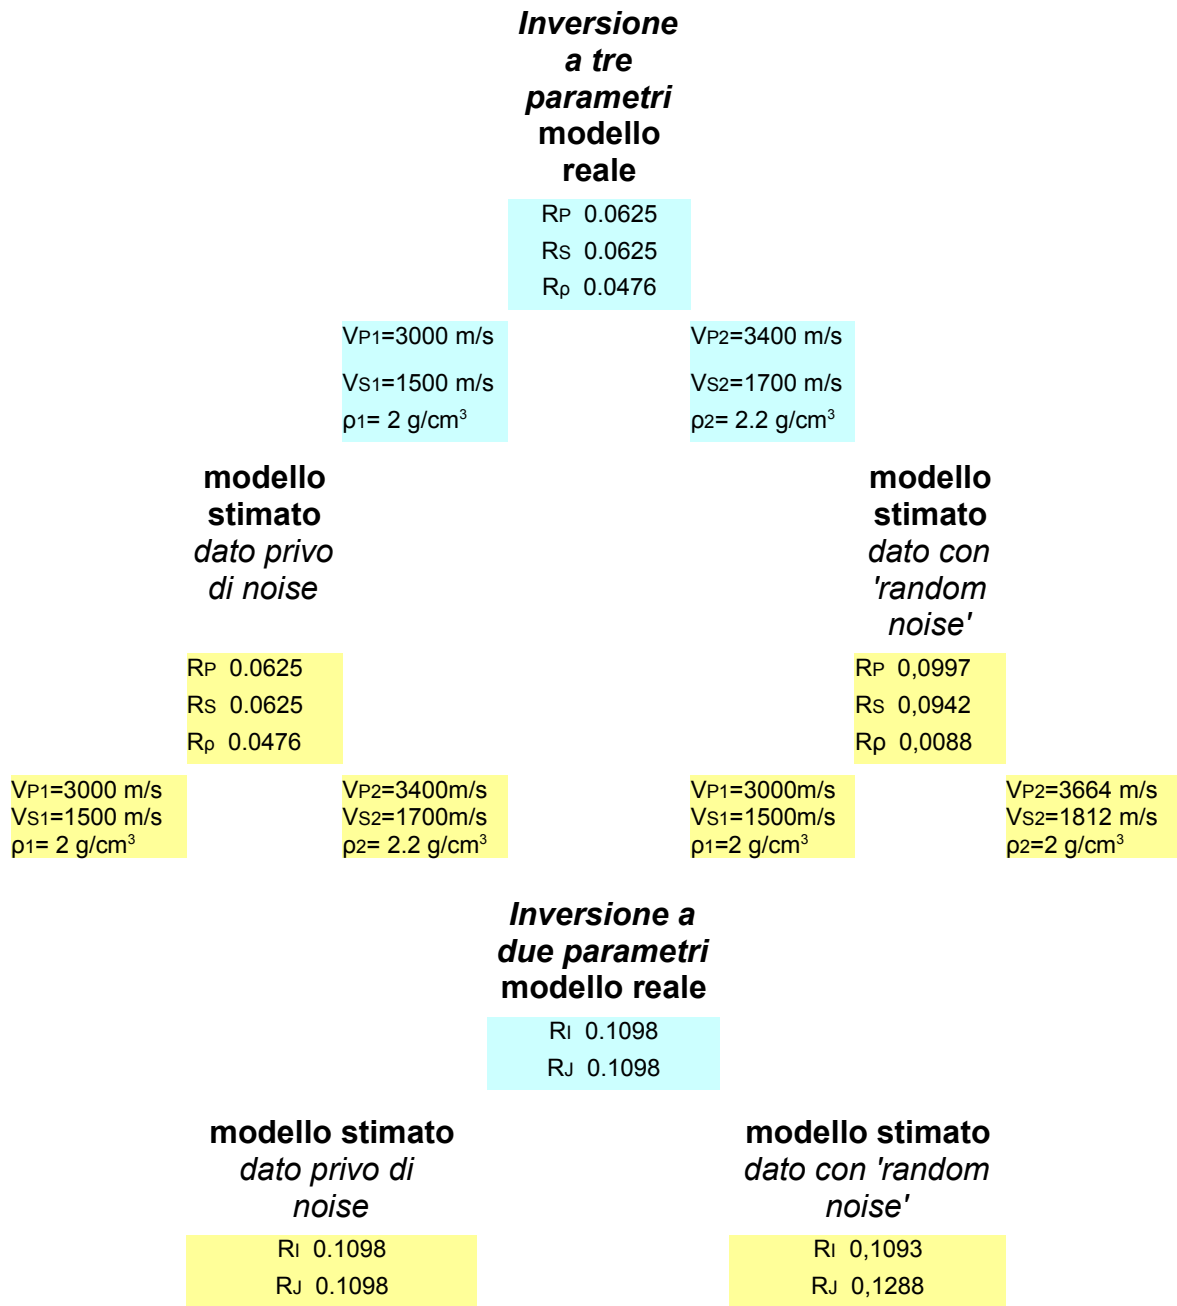 Inversione
a tre
parametri
modello
reale
RP 0.0625
RS 0.0625
Rρ 0.0476
VP1=3000 m/s
VS1=1500 m/s
ρ1= 2 g/cm³
VP2=3400 m/s
VS2=1700 m/s
ρ2= 2.2 g/cm³
modello
stimato
dato privo
di noise
modello
stimato
dato con
'random
noise'
RP 0.0625
RS 0.0625
Rρ 0.0476
RP 0,0997
RS 0,0942
Rρ 0,0088
VP1=3000 m/s
VS1=1500 m/s
ρ1= 2 g/cm³
VP2=3400m/s
VS2=1700m/s
ρ2= 2.2 g/cm³
VP1=3000m/s
VS1=1500m/s
ρ1=2 g/cm³
VP2=3664 m/s
VS2=1812 m/s
ρ2=2 g/cm³
Inversione a
due parametri
modello reale
RI 0.1098
RJ 0.1098
modello stimato
dato privo di
noise
modello stimato
dato con 'random
noise'
RI 0.1098
RJ 0.1098
RI 0,1093
RJ 0,1288